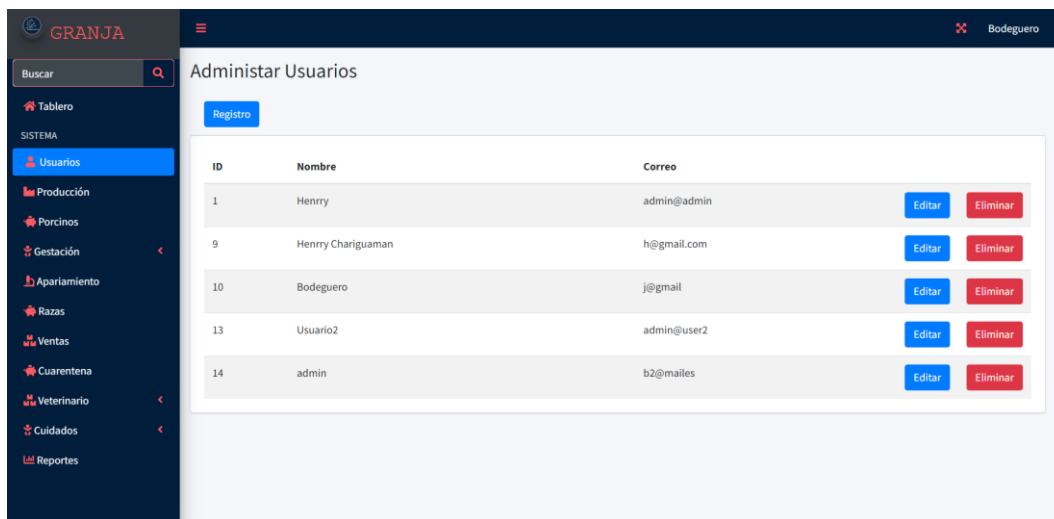 GRANJA
Bodeguero
Buscar
Tablero
SISTEMA
Usuarios
Producción
Porcinos
Gestación
Apariamiento
Razas
Ventas
Cuarentena
Veterinario
Cuidados
Reportes
Administar Usuarios
Registro
ID Nombre Correo
1 Henrry admin@admin Editar Eliminar
9 Henrry Chariguaman h@gmail.com Editar Eliminar
10 Bodeguero j@gmail Editar Eliminar
13 Usuario2 admin@user2 Editar Eliminar
14 admin b2@mailes Editar Eliminar